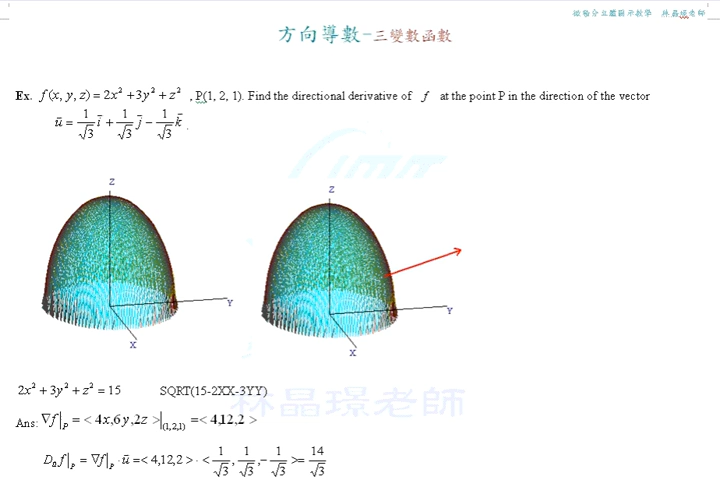 微積分立體顯示教學 林晶璟老師
方向導數-三變數函數
Ex. f(x, y, z) = 2x² +3y² + z² , P(1, 2, 1). Find the directional derivative of f at the point P in the direction of the vector
ū = 1/√3 ī + 1/√3 j̄ − 1/√3 k̄ .
Z
Z
Y
Y
X
X
2x² + 3y² + z² = 15 SQRT(15-2XX-3YY)
林晶璟老師
Ans: ∇f|P = < 4x,6y,2z >|(1,2,1) =< 4,12,2 >
Dūf|P = ∇f|P · ū =< 4,12,2 > · < 1/√3 , 1/√3 ,− 1/√3 >= 14/√3